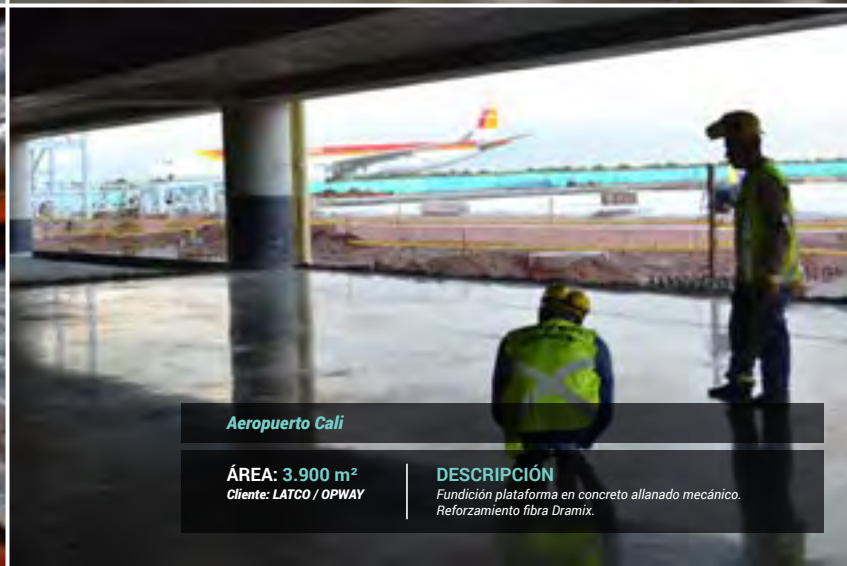 Aeropuerto Cali
ÁREA: 3.900 m²
Cliente: LATCO / OPWAY
DESCRIPCIÓN
Fundición plataforma en concreto allanado mecánico.
Reforzamiento fibra Dramix.